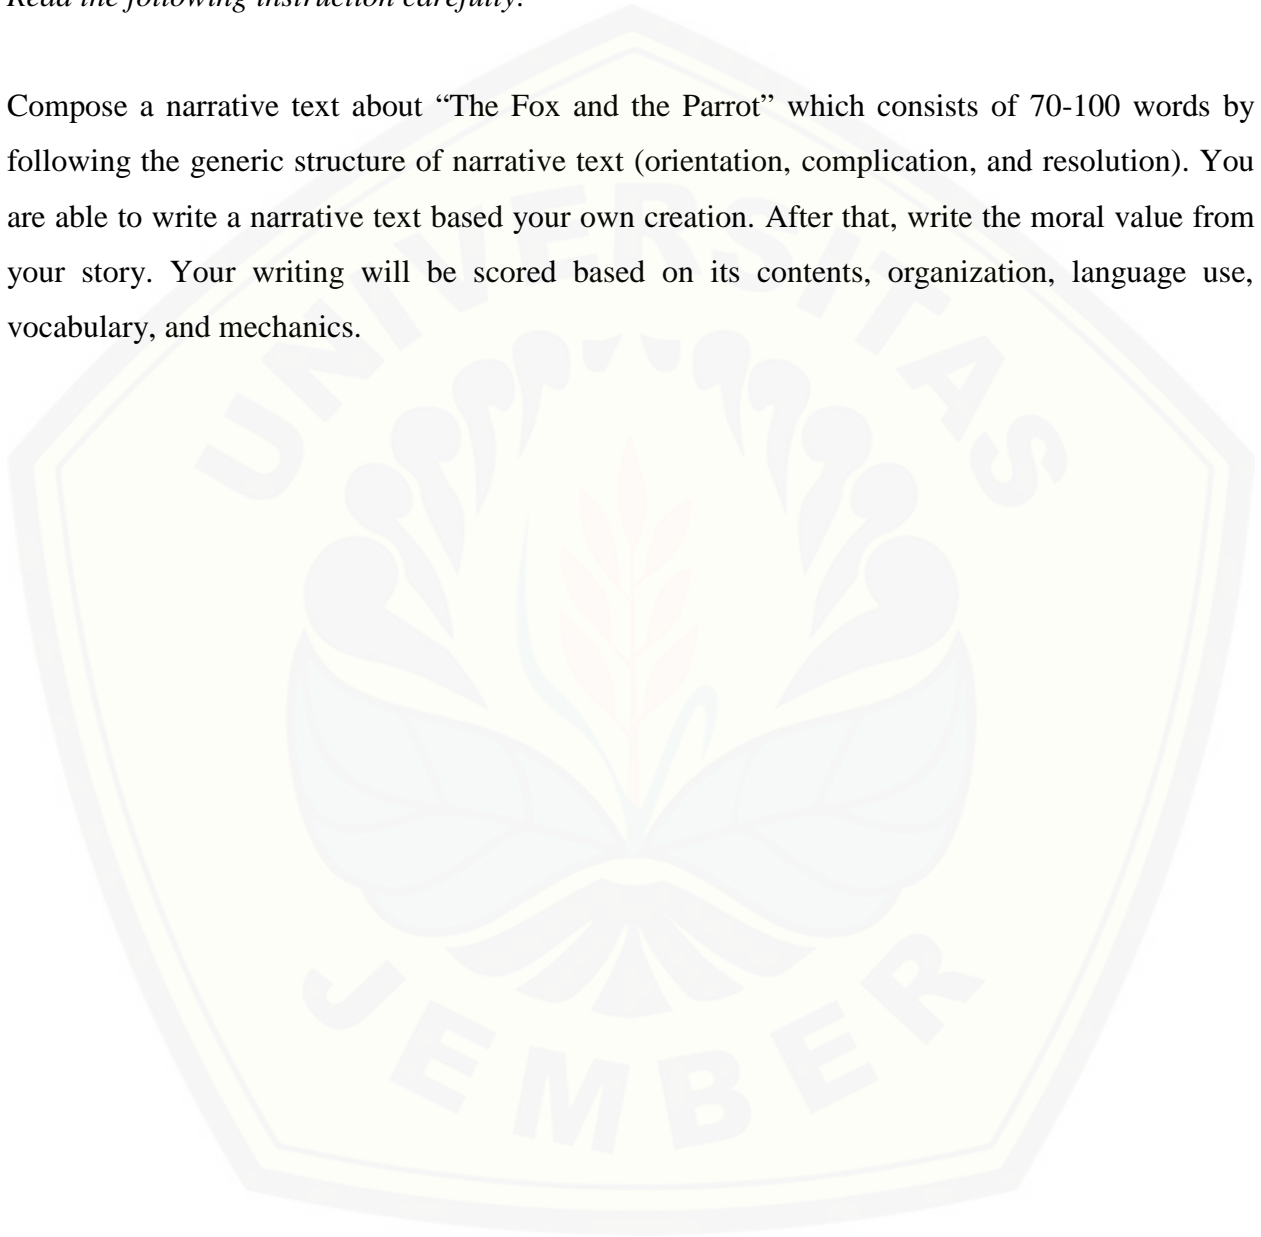 Read the following instruction carefully.
Compose a narrative text about “The Fox and the Parrot” which consists of 70-100 words by
following the generic structure of narrative text (orientation, complication, and resolution). You
are able to write a narrative text based your own creation. After that, write the moral value from
your story. Your writing will be scored based on its contents, organization, language use,
vocabulary, and mechanics.
UNIVERSITAS
JEMBER